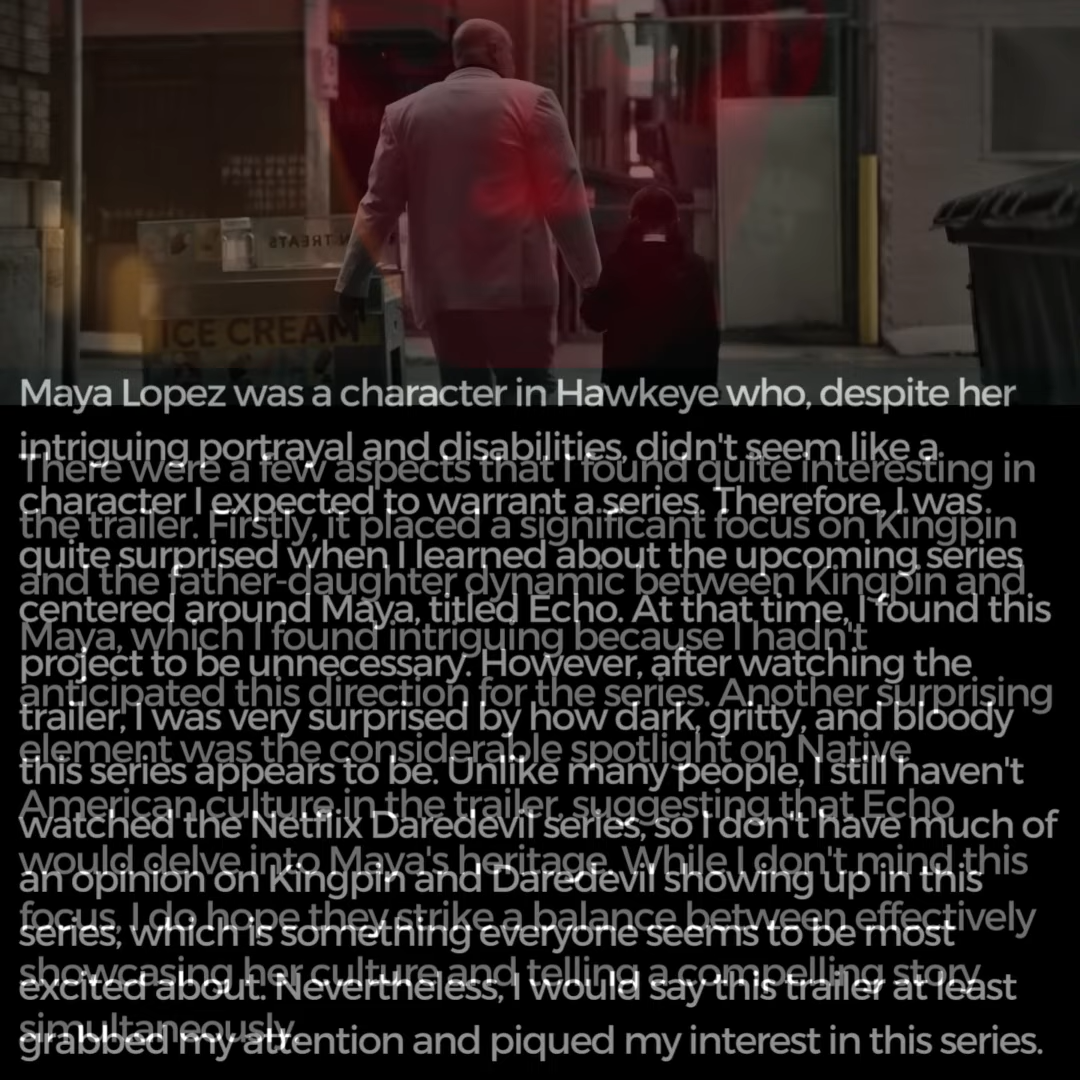 TREATS
ICE CREAM
Maya Lopez was a character in Hawkeye who, despite her
intriguing portrayal and disabilities, didn't seem like a
character I expected to warrant a series. Therefore, I was
quite surprised when I learned about the upcoming series
centered around Maya, titled Echo. At that time, I found this
project to be unnecessary. However, after watching the
trailer, I was very surprised by how dark, gritty, and bloody
this series appears to be. Unlike many people, I still haven't
watched the Netflix Daredevil series, so I don't have much of
an opinion on Kingpin and Daredevil showing up in this
series, which is something everyone seems to be most
excited about. Nevertheless, I would say this trailer at least
grabbed my attention and piqued my interest in this series.
There were a few aspects that I found quite interesting in
the trailer. Firstly, it placed a significant focus on Kingpin
and the father-daughter dynamic between Kingpin and
Maya, which I found intriguing because I hadn't
anticipated this direction for the series. Another surprising
element was the considerable spotlight on Native
American culture in the trailer, suggesting that Echo
would delve into Maya's heritage. While I don't mind this
focus, I do hope they strike a balance between effectively
showcasing her culture and telling a compelling story
simultaneously.